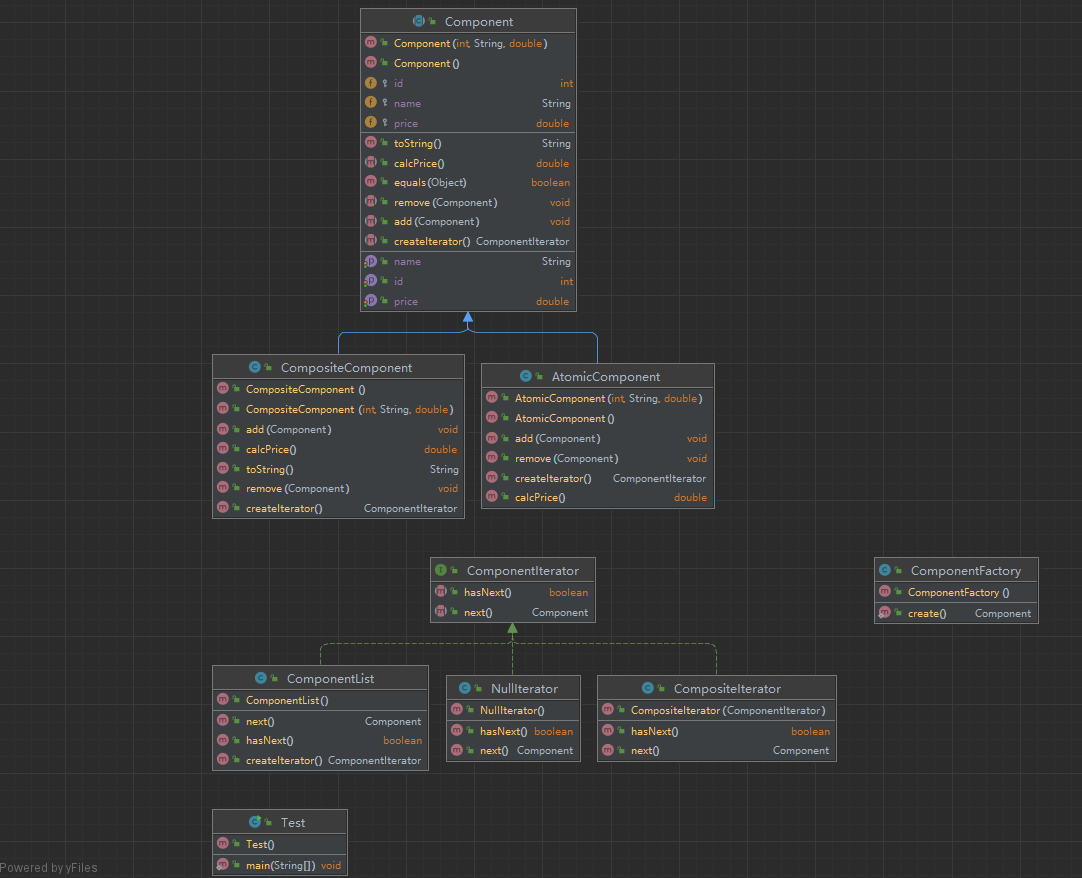 Component
Component (int, String, double)
Component ()
id int
name String
price double
toString() String
calcPrice() double
equals (Object) boolean
remove (Component) void
add (Component) void
createIterator() ComponentIterator
name String
id int
price double
CompositeComponent
CompositeComponent ()
CompositeComponent (int, String, double)
add (Component) void
calcPrice() double
toString() String
remove (Component) void
createIterator() ComponentIterator
AtomicComponent
AtomicComponent (int, String, double)
AtomicComponent ()
add (Component) void
remove (Component) void
createIterator() ComponentIterator
calcPrice() double
ComponentIterator
hasNext() boolean
next() Component
ComponentFactory
ComponentFactory ()
create() Component
ComponentList
ComponentList()
next() Component
hasNext() boolean
createIterator() ComponentIterator
NullIterator
NullIterator()
hasNext() boolean
next() Component
CompositeIterator
CompositeIterator (ComponentIterator)
hasNext() boolean
next() Component
Test
Test()
main(String[]) void
Powered by yFiles